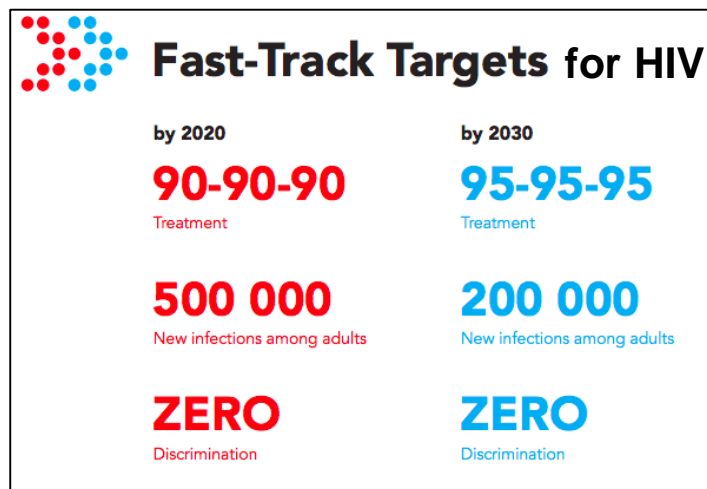 Fast-Track Targets for HIV
by 2020
90-90-90
Treatment
500 000
New infections among adults
ZERO
Discrimination
by 2030
95-95-95
Treatment
200 000
New infections among adults
ZERO
Discrimination